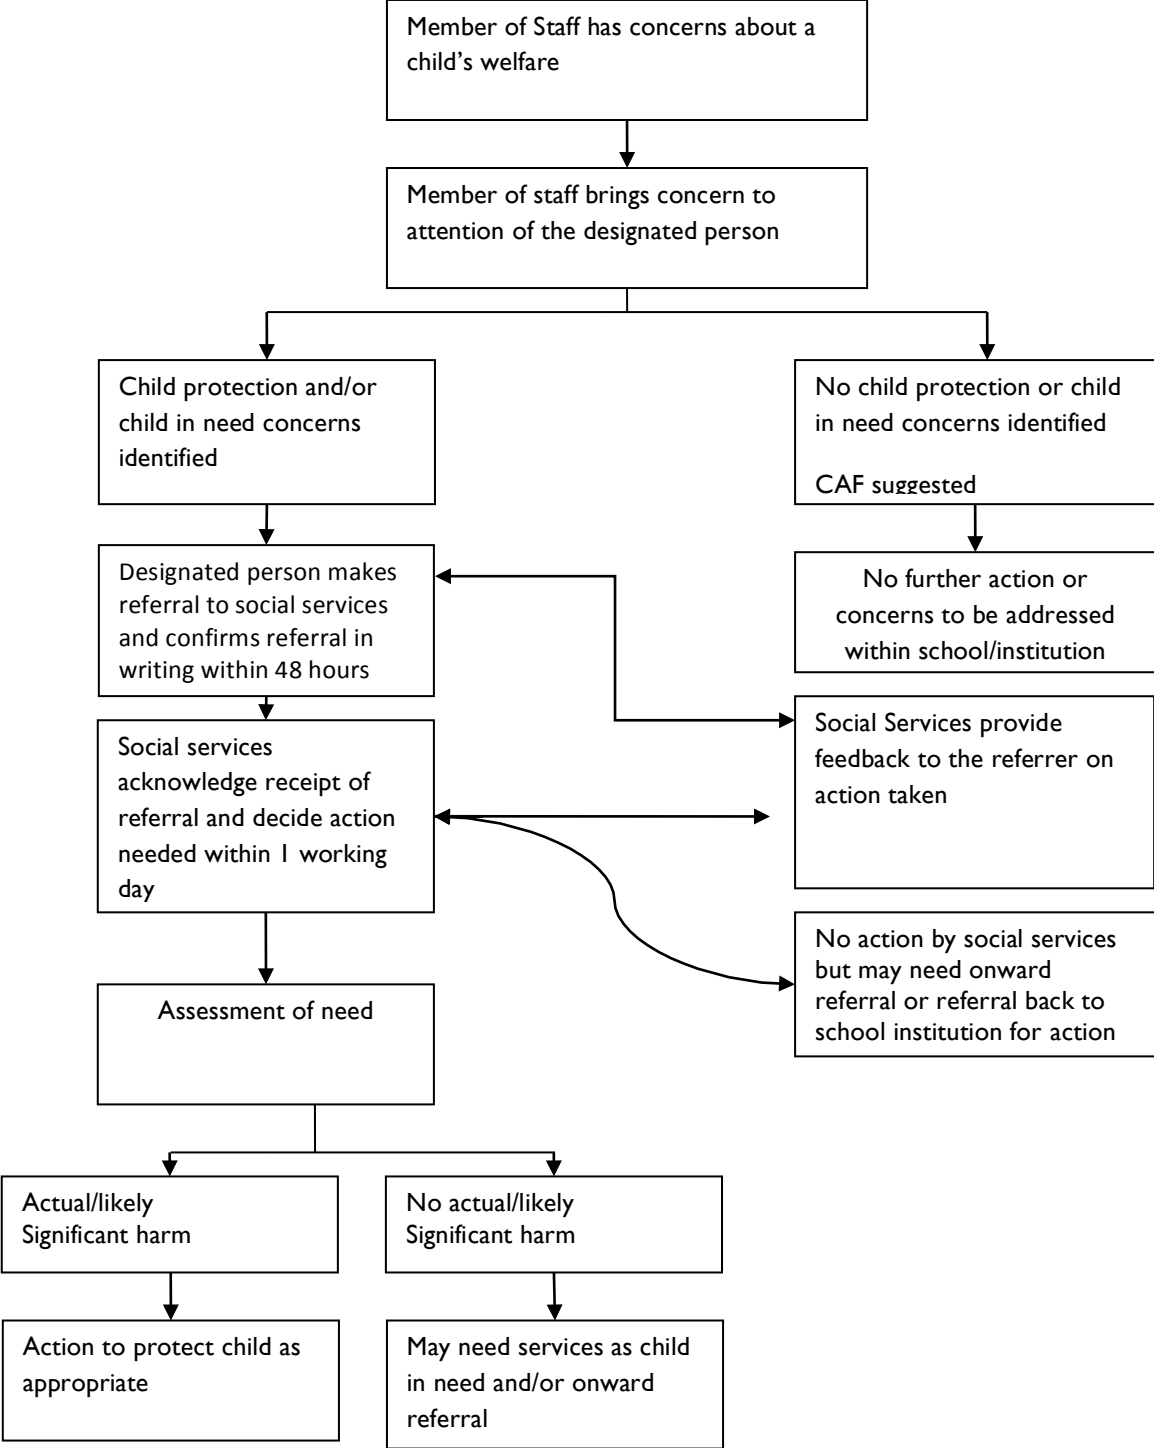 Member of Staff has concerns about a
child’s welfare
Member of staff brings concern to
attention of the designated person
Child protection and/or
child in need concerns
identified
No child protection or child
in need concerns identified
CAF suggested
Designated person makes
referral to social services
and confirms referral in
writing within 48 hours
No further action or
concerns to be addressed
within school/institution
Social services
acknowledge receipt of
referral and decide action
needed within 1 working
day
Social Services provide
feedback to the referrer on
action taken
No action by social services
but may need onward
referral or referral back to
school institution for action
Assessment of need
Actual/likely
Significant harm
No actual/likely
Significant harm
Action to protect child as
appropriate
May need services as child
in need and/or onward
referral